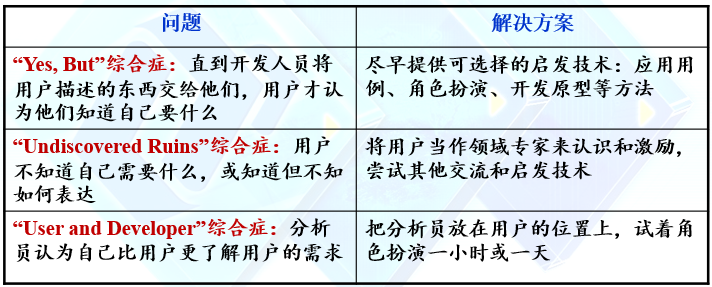 问题
解决方案
“Yes, But”综合症：直到开发人员将
用户描述的东西交给他们，用户才认
为他们知道自己要什么
尽早提供可选择的启发技术：应用用
例、角色扮演、开发原型等方法
“Undiscovered Ruins”综合症：用户
不知道自己需要什么，或知道但不知
如何表达
将用户当作领域专家来认识和激励，
尝试其他交流和启发技术
“User and Developer”综合症：分析
员认为自己比用户更了解用户的需求
把分析员放在用户的位置上，试着角
色扮演一小时或一天